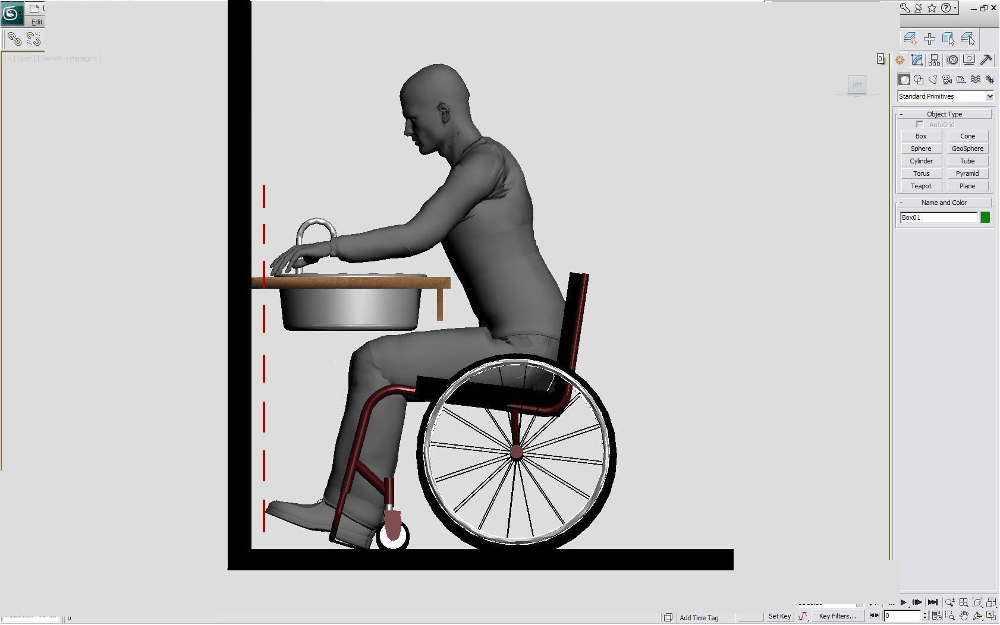 Edit
[ + ] [ Left ] [ Smooth + Highlights ]
0
LEFT
Standard Primitives
- Object Type
AutoGrid
Box Cone
Sphere GeoSphere
Cylinder Tube
Torus Pyramid
Teapot Plane
- Name and Color
Box01
0
Add Time Tag
Set Key
Key Filters...
0